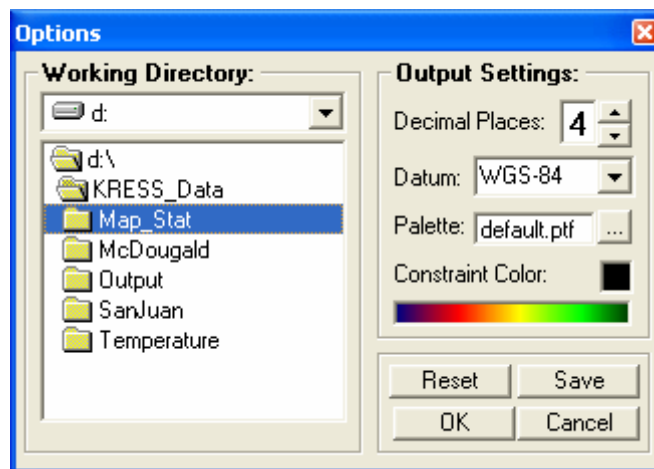 Options
Working Directory:
d:
d:\
KRESS_Data
Map_Stat
McDougald
Output
SanJuan
Temperature
Output Settings:
Decimal Places: 4
Datum: WGS-84
Palette: default.ptf ...
Constraint Color:
Reset Save
OK Cancel